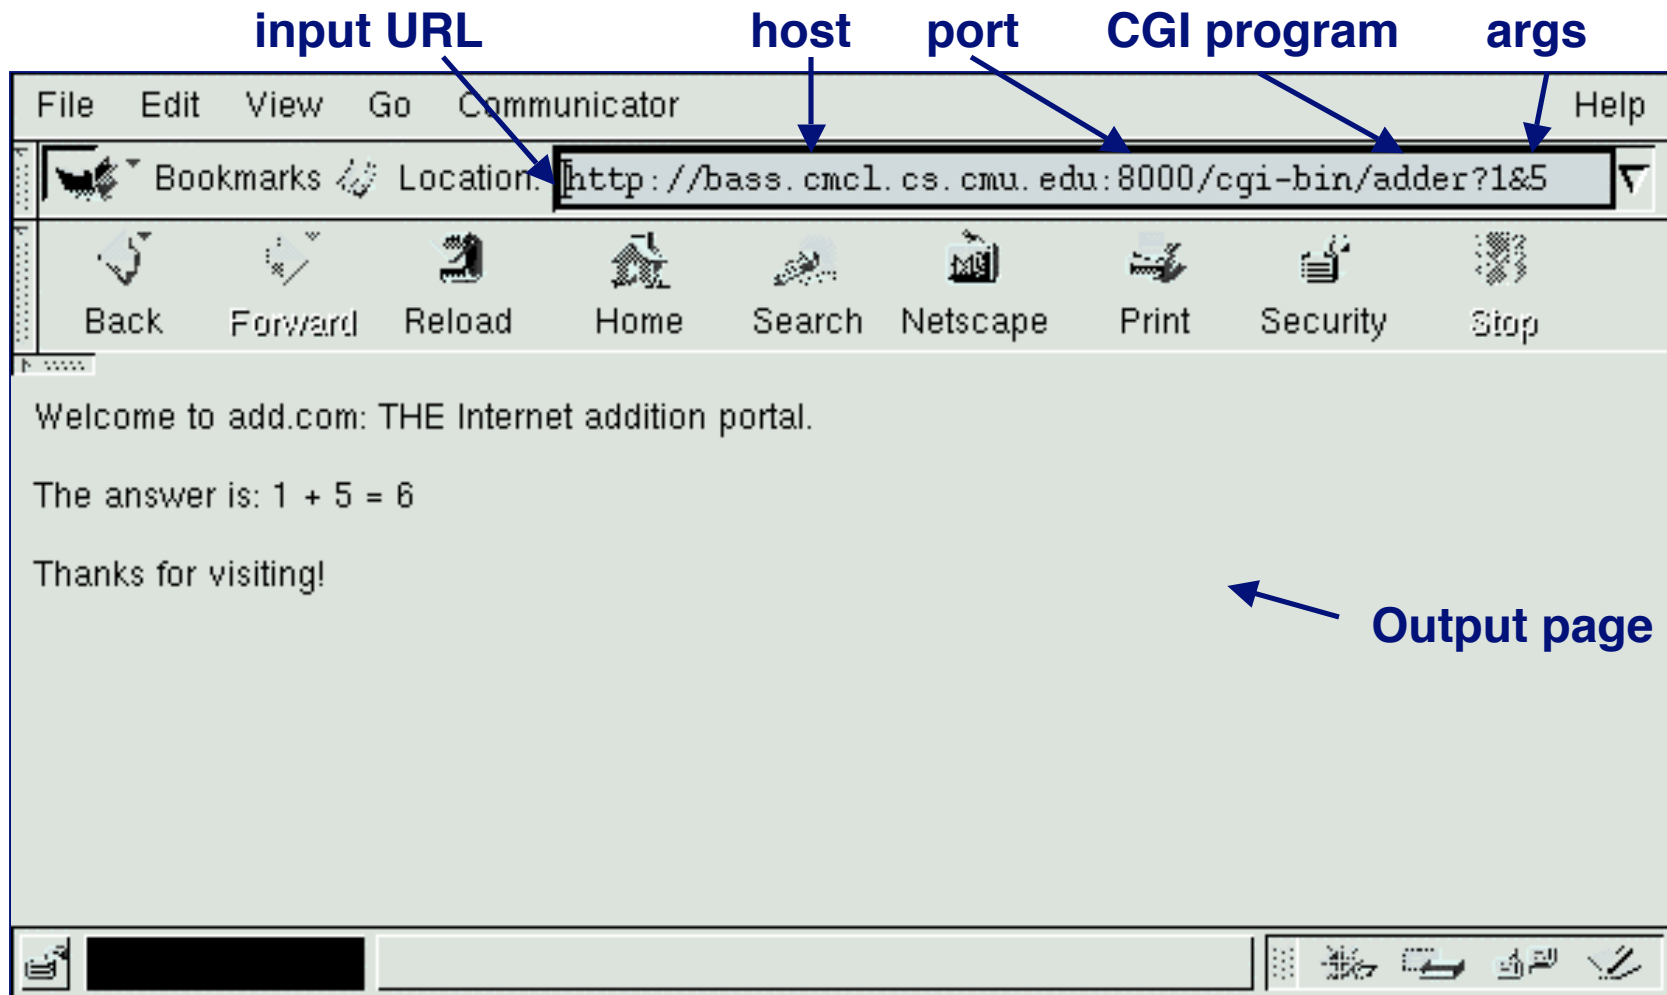 input URL host port CGI program args
File Edit View Go Communicator Help
Bookmarks Location: http://bass.cmcl.cs.cmu.edu:8000/cgi-bin/adder?1&5
Back Forward Reload Home Search Netscape Print Security Stop
Welcome to add.com: THE Internet addition portal.
The answer is: 1 + 5 = 6
Thanks for visiting!
Output page